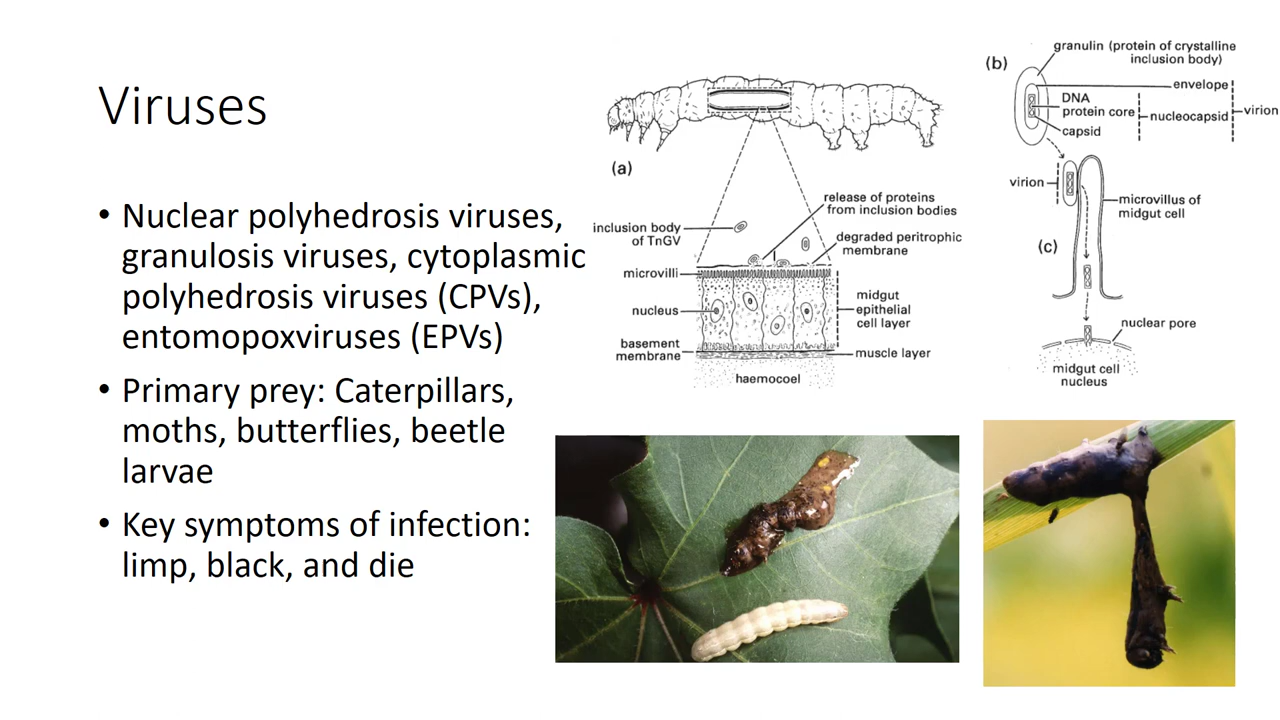 Viruses
• Nuclear polyhedrosis viruses,
granulosis viruses, cytoplasmic
polyhedrosis viruses (CPVs),
entomopoxviruses (EPVs)
• Primary prey: Caterpillars,
moths, butterflies, beetle
larvae
• Key symptoms of infection:
limp, black, and die
(a)
release of proteins
from inclusion bodies
inclusion body
of TnGV
degraded peritrophic
membrane
microvilli
nucleus
midgut
epithelial
cell layer
basement
membrane
muscle layer
haemocoel
(b)
granulin (protein of crystalline
inclusion body)
envelope
DNA
protein core
capsid
nucleocapsid
virion
virion
microvillus of
midgut cell
(c)
nuclear pore
midgut cell
nucleus